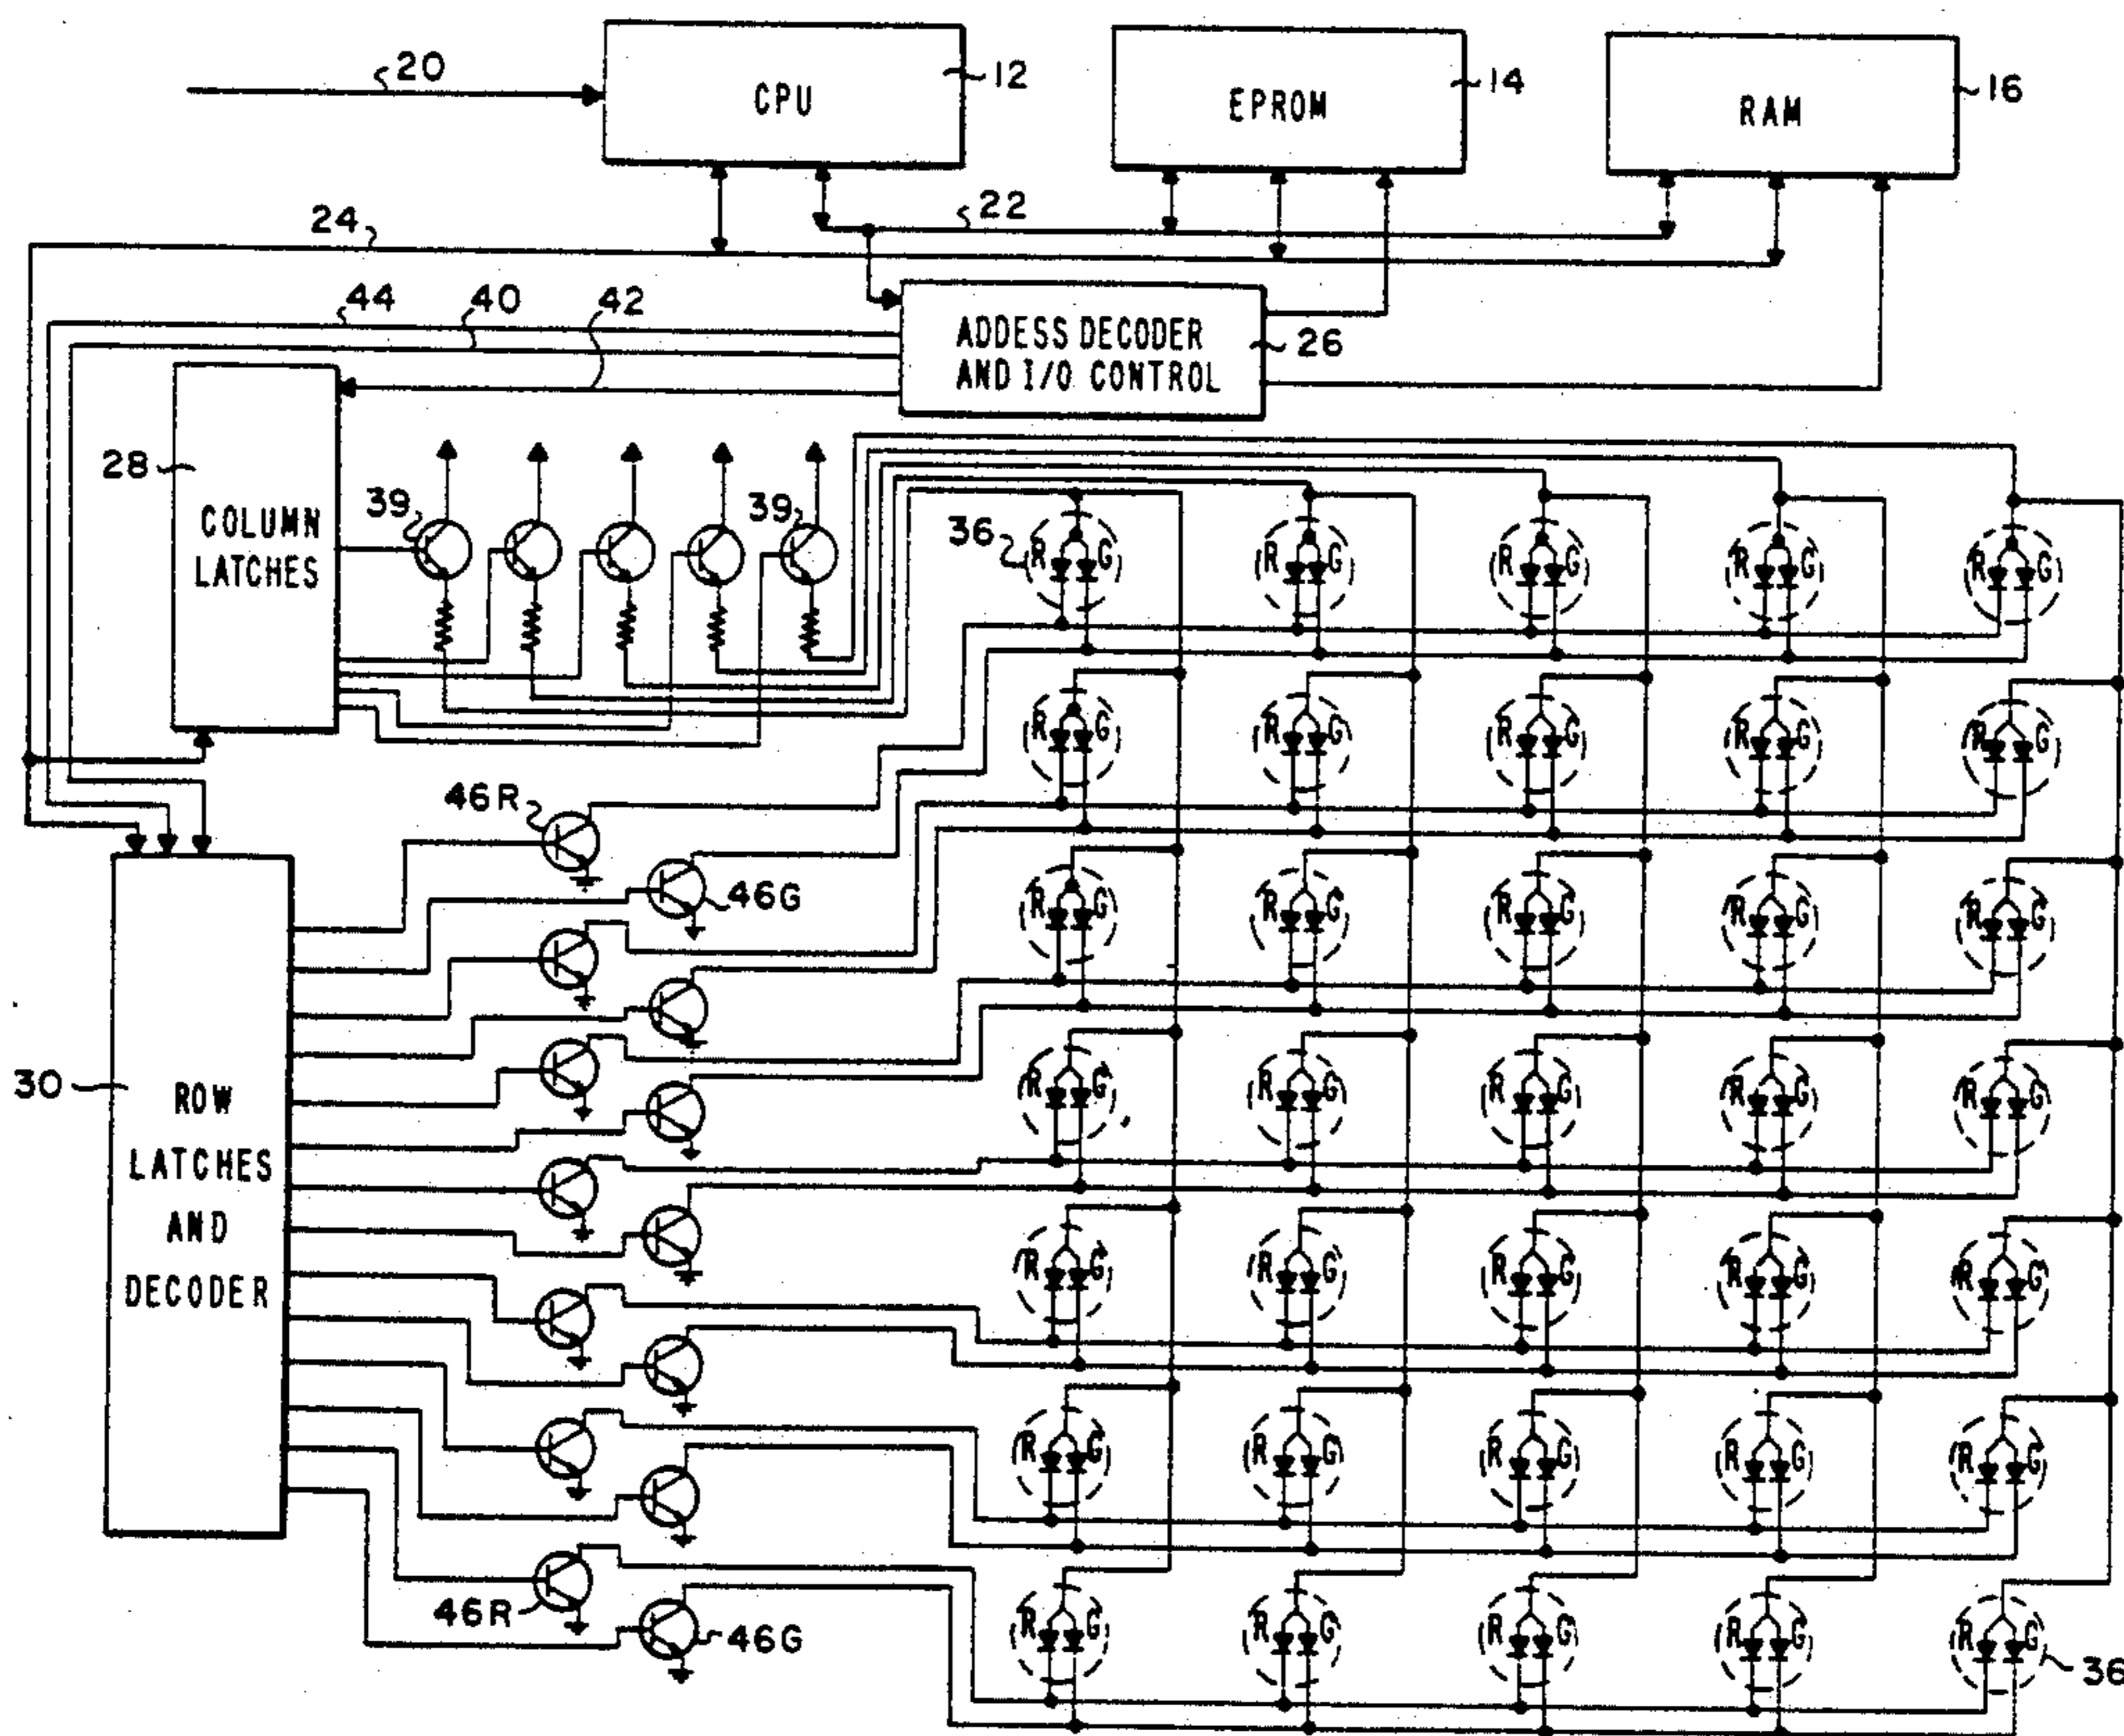 20
CPU
12
EPROM
14
RAM
16
22
24
44
40
42
ADDESS DECODER
AND I/O CONTROL
26
28
COLUMN
LATCHES
39
39
36
R G R G R G R G R G
R G R G R G R G R G
46R
46G
R G R G R G R G R G
30
ROW
LATCHES
AND
DECODER
R G R G R G R G R G
R G R G R G R G R G
R G R G R G R G R G
46R
46G
R G R G R G R G R G
36